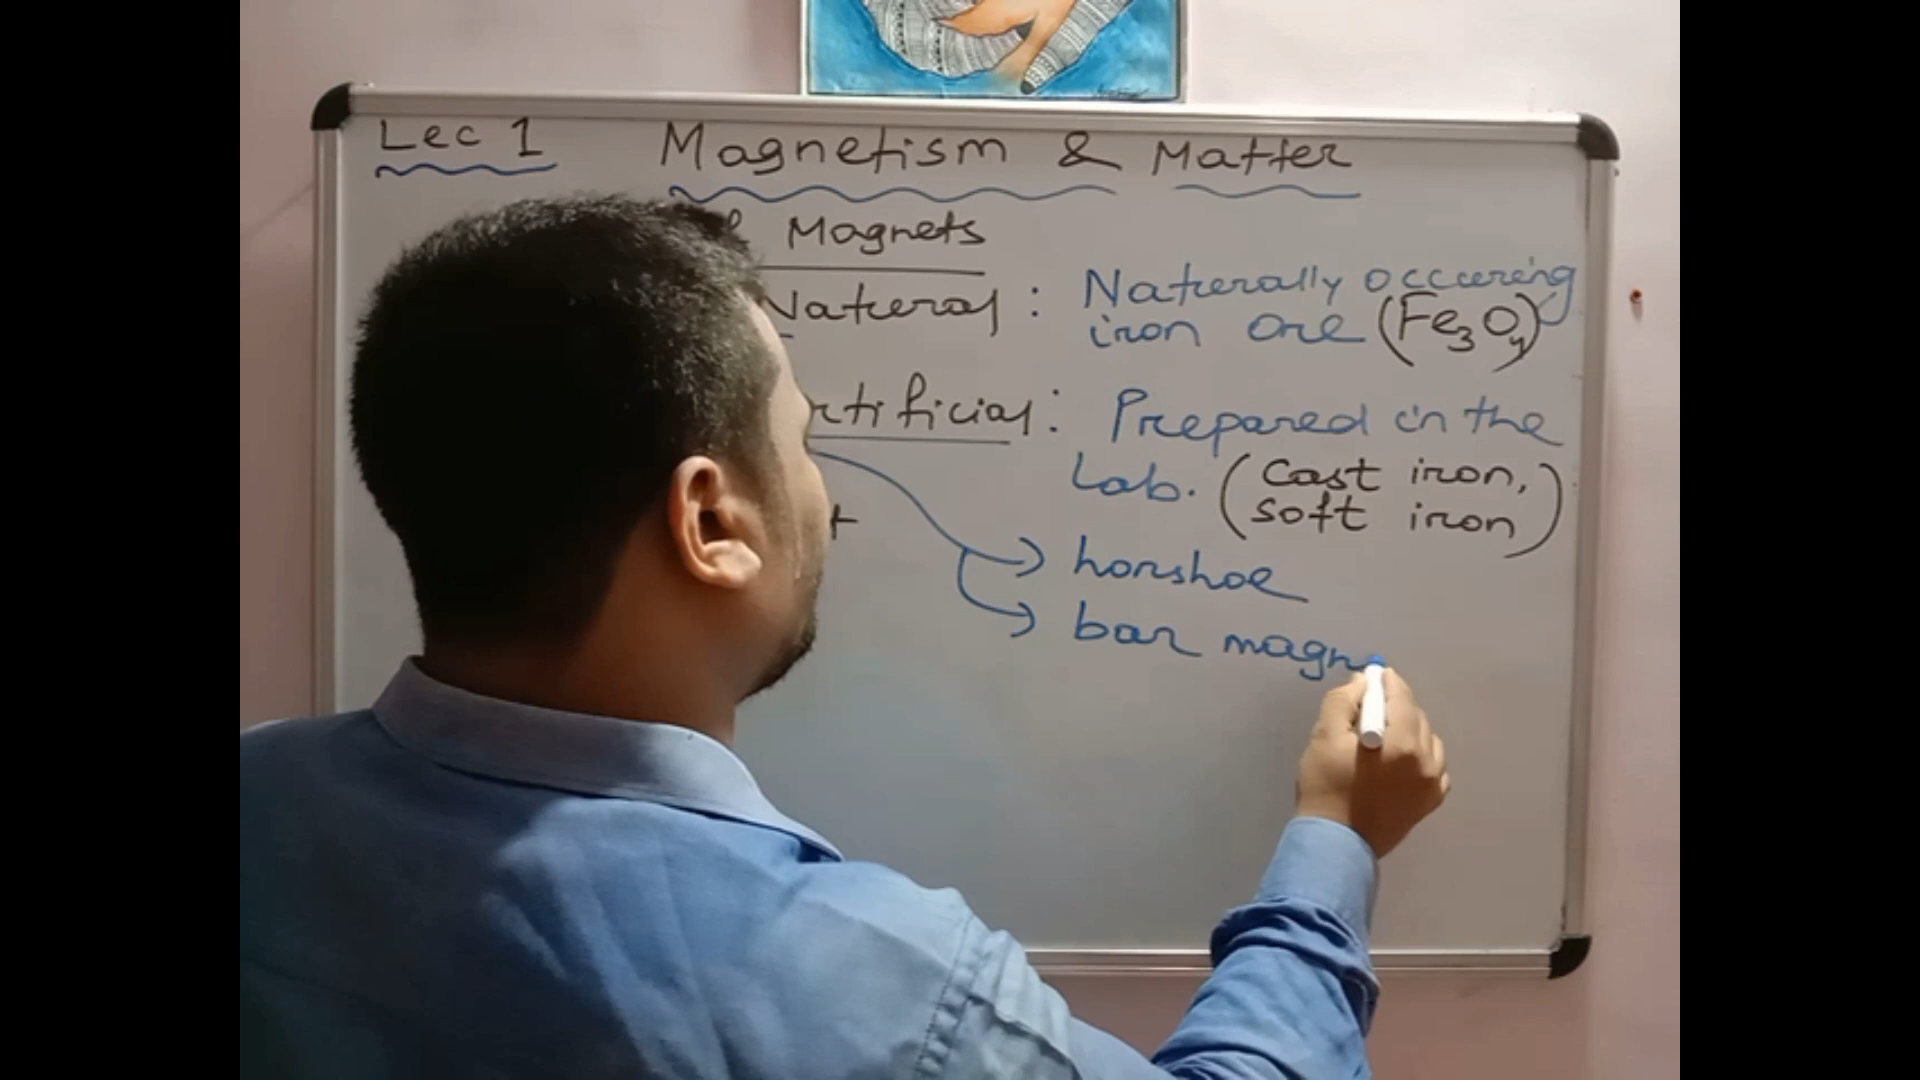 Lec 1 Magnetism & Matter
Magnets
Natural : Naturally occuring
iron ore (Fe3O4)
rtificial : Prepared in the
Lab. (Cast iron,
soft iron)
horshoe
bar magne